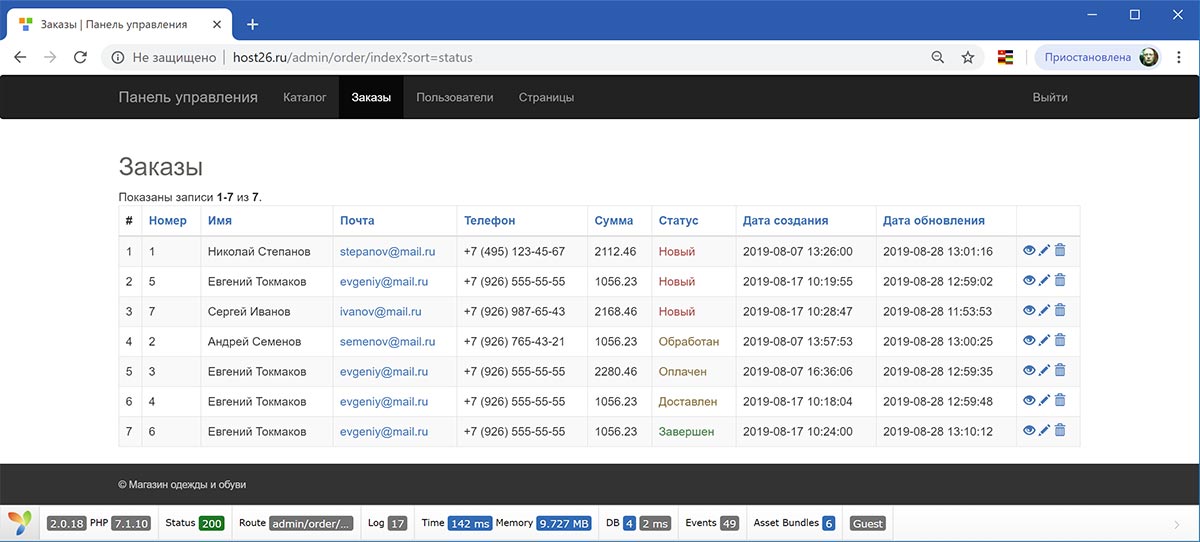 Заказы | Панель управления
Не защищено | host26.ru/admin/order/index?sort=status Приостановлена
Панель управления Каталог Заказы Пользователи Страницы Выйти
Заказы
Показаны записи 1-7 из 7.
# Номер Имя Почта Телефон Сумма Статус Дата создания Дата обновления
1 1 Николай Степанов stepanov@mail.ru +7 (495) 123-45-67 2112.46 Новый 2019-08-07 13:26:00 2019-08-28 13:01:16
2 5 Евгений Токмаков evgeniy@mail.ru +7 (926) 555-55-55 1056.23 Новый 2019-08-17 10:19:55 2019-08-28 12:59:02
3 7 Сергей Иванов ivanov@mail.ru +7 (926) 987-65-43 2168.46 Новый 2019-08-17 10:28:47 2019-08-28 11:53:53
4 2 Андрей Семенов semenov@mail.ru +7 (926) 765-43-21 1056.23 Обработан 2019-08-07 13:57:53 2019-08-28 13:00:25
5 3 Евгений Токмаков evgeniy@mail.ru +7 (926) 555-55-55 2280.46 Оплачен 2019-08-07 16:36:06 2019-08-28 12:59:35
6 4 Евгений Токмаков evgeniy@mail.ru +7 (926) 555-55-55 1056.23 Доставлен 2019-08-17 10:18:04 2019-08-28 12:59:48
7 6 Евгений Токмаков evgeniy@mail.ru +7 (926) 555-55-55 1056.23 Завершен 2019-08-17 10:24:00 2019-08-28 13:10:12
© Магазин одежды и обуви
2.0.18 PHP 7.1.10 Status 200 Route admin/order/... Log 17 Time 142 ms Memory 9.727 MB DB 4 2 ms Events 49 Asset Bundles 6 Guest